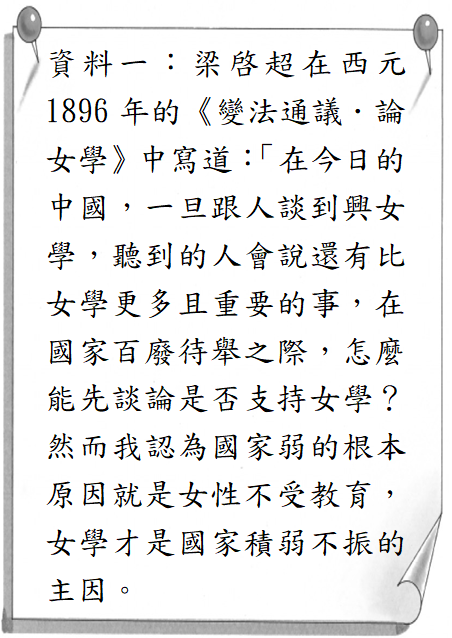 資料一：梁啟超在西元
1896 年的《變法通議．論
女學》中寫道：「在今日的
中國，一旦跟人談到興女
學，聽到的人會說還有比
女學更多且重要的事，在
國家百廢待舉之際，怎麼
能先談論是否支持女學？
然而我認為國家弱的根本
原因就是女性不受教育，
女學才是國家積弱不振的
主因。